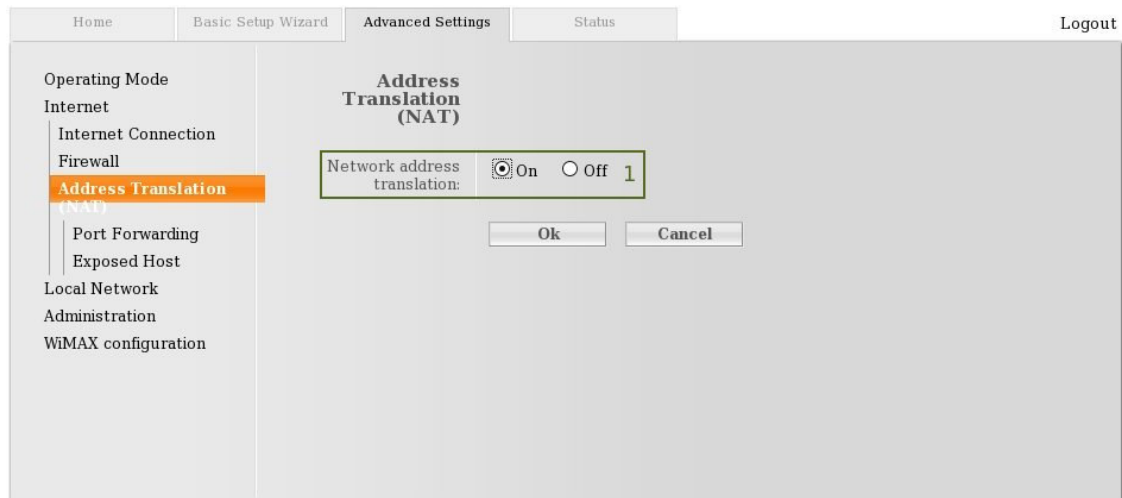 Home Basic Setup Wizard Advanced Settings Status Logout
Operating Mode
Internet
Internet Connection
Firewall
Address Translation
(NAT)
Port Forwarding
Exposed Host
Local Network
Administration
WiMAX configuration
Address
Translation
(NAT)
Network address
translation:
On Off 1
Ok Cancel